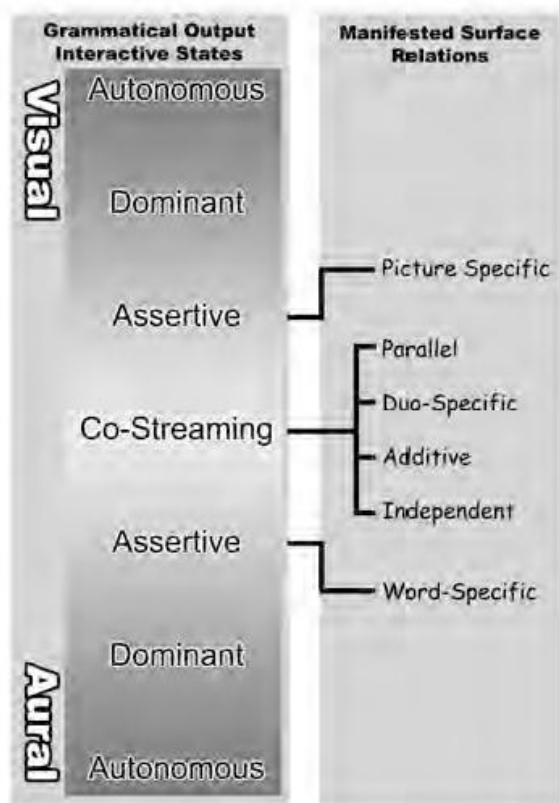 Grammatical Output
Interactive States
Manifested Surface
Relations
Visual
Autonomous
Dominant
Assertive
Co-Streaming
Assertive
Dominant
Autonomous
Aural
Picture Specific
Parallel
Duo-Specific
Additive
Independent
Word-Specific